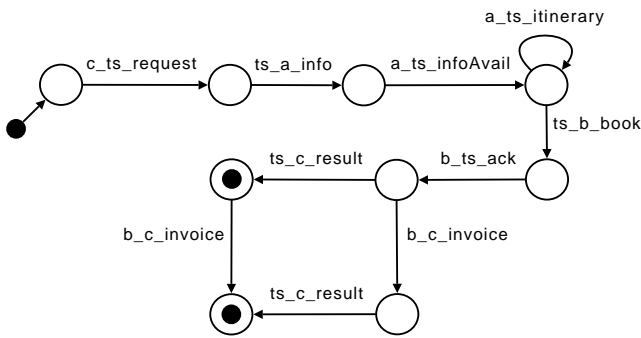 a_ts_itinerary
c_ts_request
ts_a_info
a_ts_infoAvail
ts_b_book
ts_c_result
b_ts_ack
b_c_invoice
b_c_invoice
ts_c_result